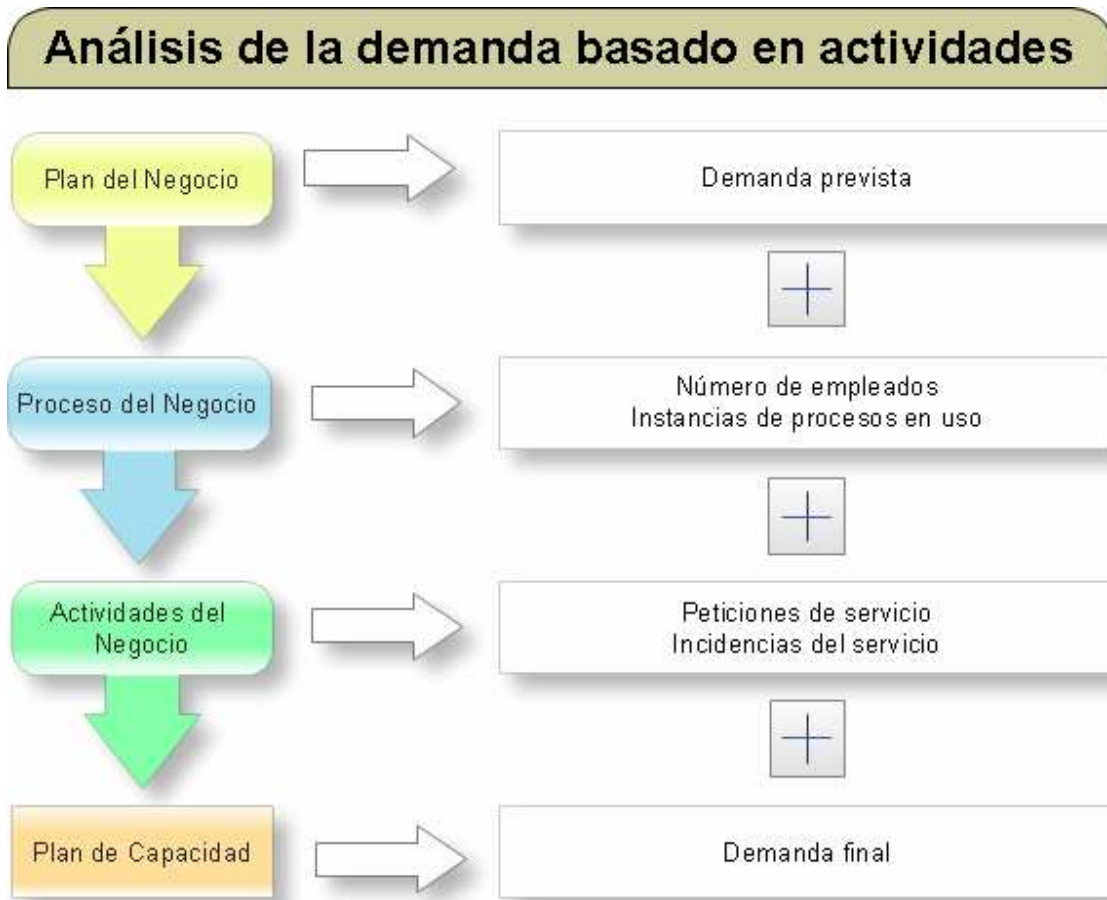 Análisis de la demanda basado en actividades
Plan del Negocio
Demanda prevista
Proceso del Negocio
Número de empleados
Instancias de procesos en uso
Actividades del
Negocio
Peticiones de servicio
Incidencias del servicio
Plan de Capacidad
Demanda final